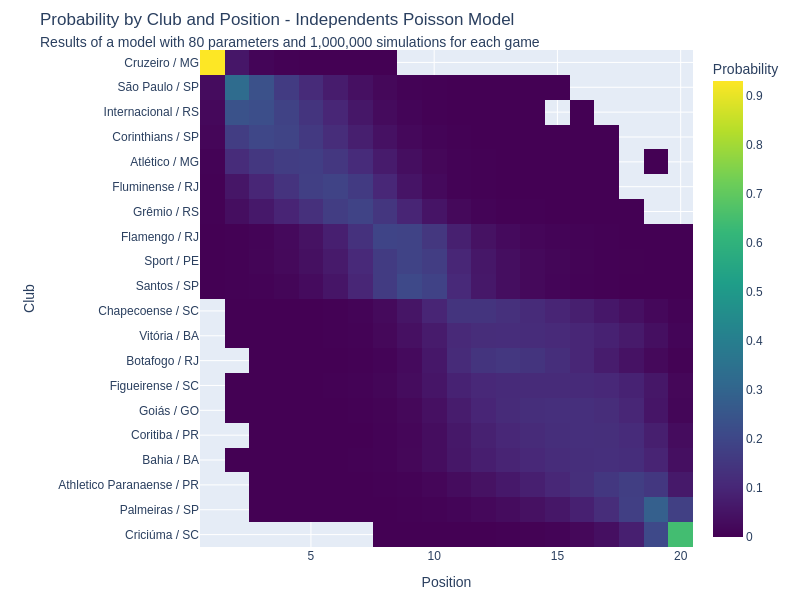 Probability by Club and Position - Independents Poisson Model
Results of a model with 80 parameters and 1,000,000 simulations for each game
Probability
Club
Cruzeiro / MG
São Paulo / SP
Internacional / RS
Corinthians / SP
Atlético / MG
Fluminense / RJ
Grêmio / RS
Flamengo / RJ
Sport / PE
Santos / SP
Chapecoense / SC
Vitória / BA
Botafogo / RJ
Figueirense / SC
Goiás / GO
Coritiba / PR
Bahia / BA
Athletico Paranaense / PR
Palmeiras / SP
Criciúma / SC
0.9
0.8
0.7
0.6
0.5
0.4
0.3
0.2
0.1
0
5 10 15 20
Position